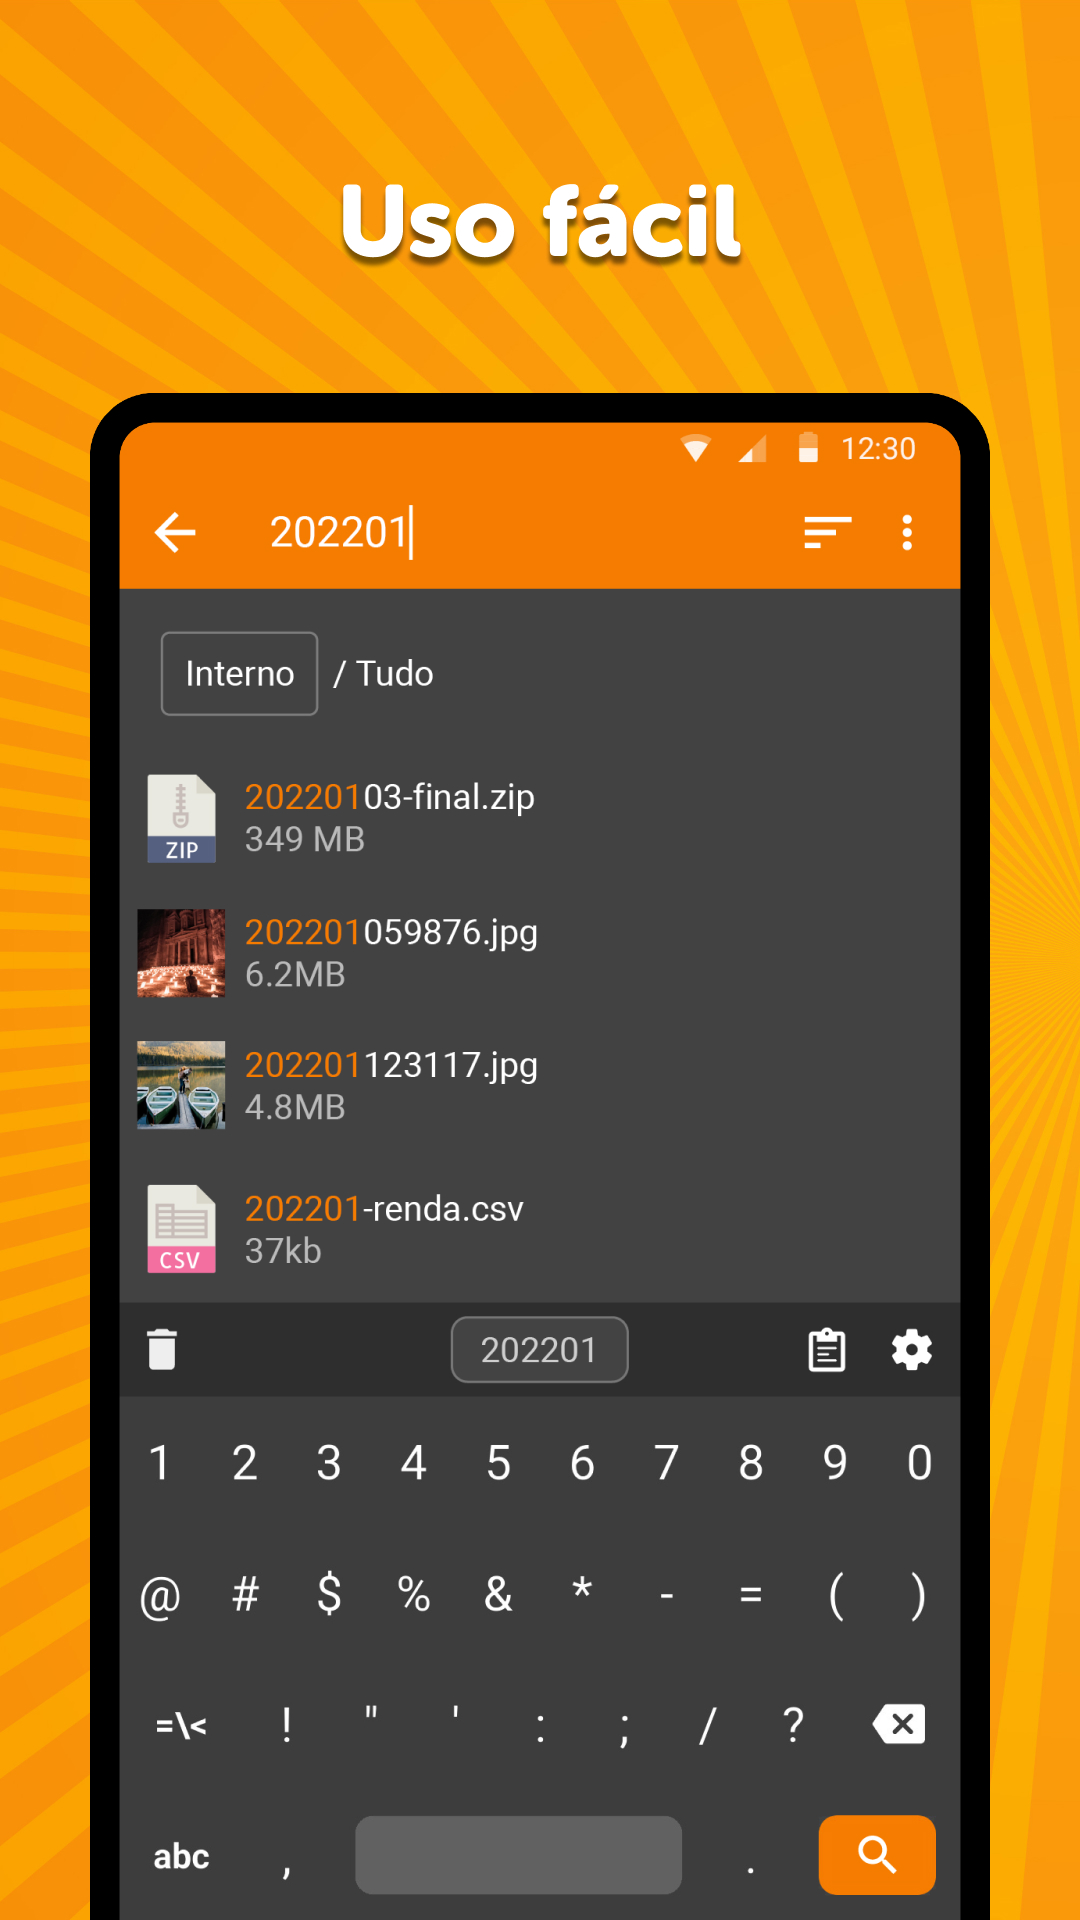 Uso fácil
12:30
202201
Interno / Tudo
20220103-final.zip
349 MB
ZIP
202201059876.jpg
6.2MB
202201123117.jpg
4.8MB
202201-renda.csv
37kb
CSV
202201
1 2 3 4 5 6 7 8 9 0
@ # $ % & * - = ( )
=\< ! " ' : ; / ?
abc , .